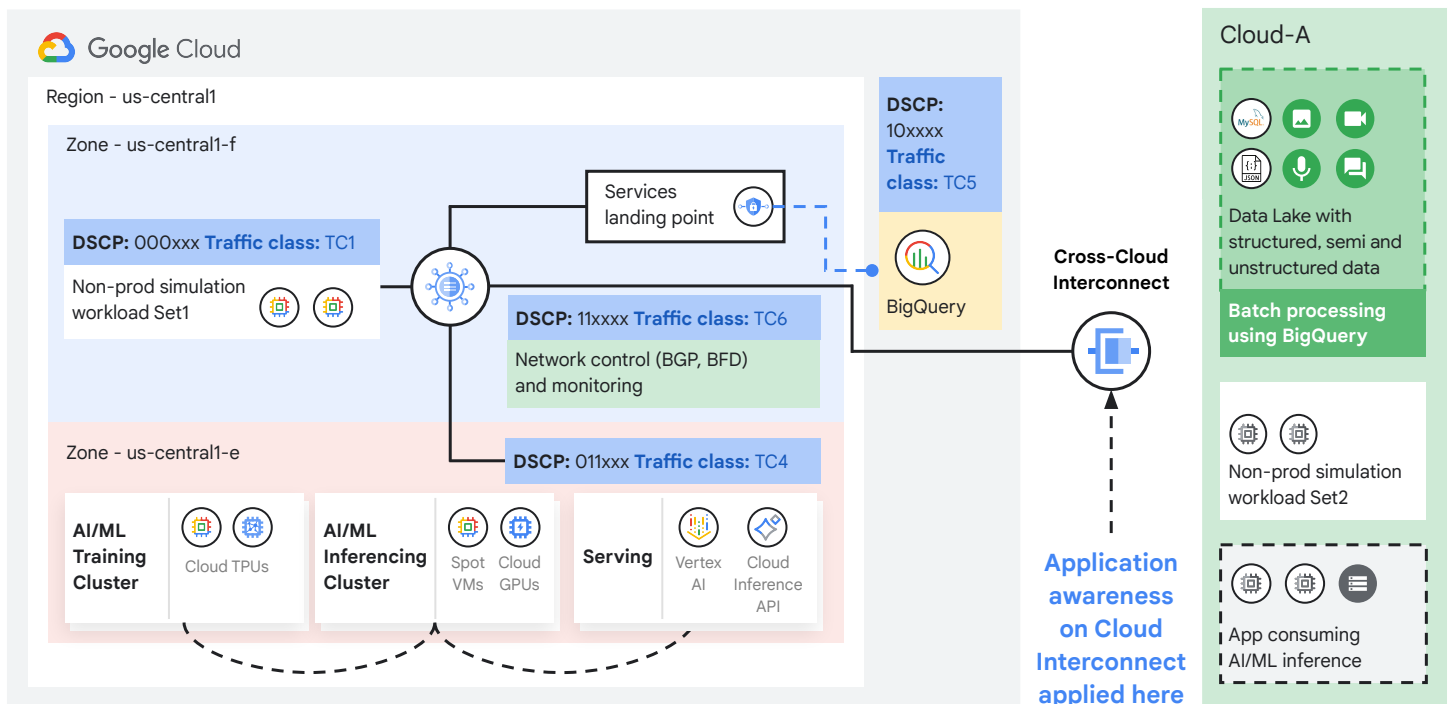 Google Cloud
Region - us-central1
Zone - us-central1-f
DSCP: 000xxx Traffic class: TC1
Non-prod simulation
workload Set1
Services
landing point
DSCP: 11xxxx Traffic class: TC6
Network control (BGP, BFD)
and monitoring
Zone - us-central1-e
DSCP: 011xxx Traffic class: TC4
AI/ML
Training
Cluster
Cloud TPUs
AI/ML
Inferencing
Cluster
Spot
VMs
Cloud
GPUs
Serving
Vertex
AI
Cloud
Inference
API
DSCP:
10xxxx
Traffic
class: TC5
BigQuery
Cross-Cloud
Interconnect
Application
awareness
on Cloud
Interconnect
applied here
Cloud-A
MySQL
{:}
JSON
Data Lake with
structured, semi and
unstructured data
Batch processing
using BigQuery
Non-prod simulation
workload Set2
App consuming
AI/ML inference